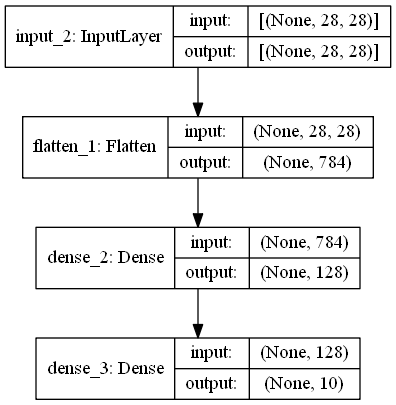 input_2: InputLayer
input:
[(None, 28, 28)]
output:
[(None, 28, 28)]
flatten_1: Flatten
input:
(None, 28, 28)
output:
(None, 784)
dense_2: Dense
input:
(None, 784)
output:
(None, 128)
dense_3: Dense
input:
(None, 128)
output:
(None, 10)